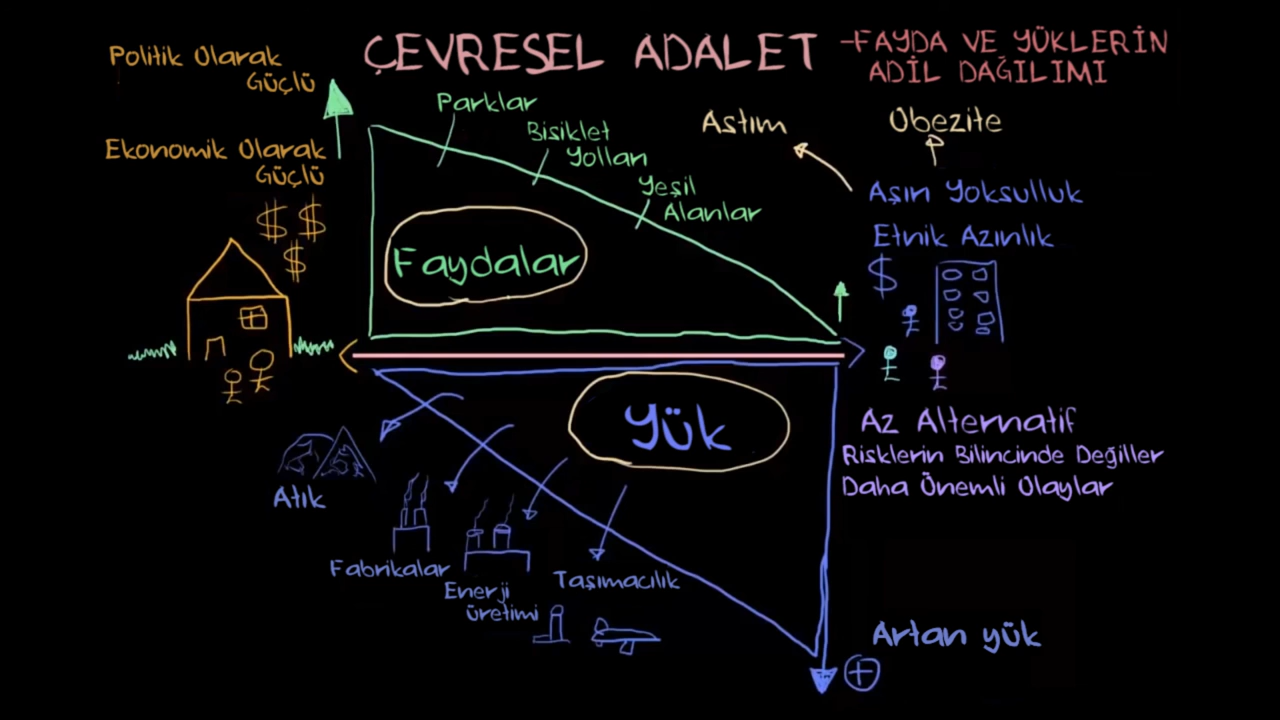 ÇEVRESEL ADALET -FAYDA VE YÜKLERİN
ADİL DAĞILIMI
Politik Olarak
Güçlü
Ekonomik Olarak
Güçlü
$ $
$
Parklar
Bisiklet
Yolları
Yeşil
Alanlar
Faydalar
Astım
Obezite
Aşırı Yoksulluk
Etnik Azınlık
$
Yük
Az Alternatif
Risklerin Bilincinde Değiller
Daha Önemli Olaylar
Atık
Fabrikalar
Enerji
üretimi
Taşımacılık
Artan yük
+